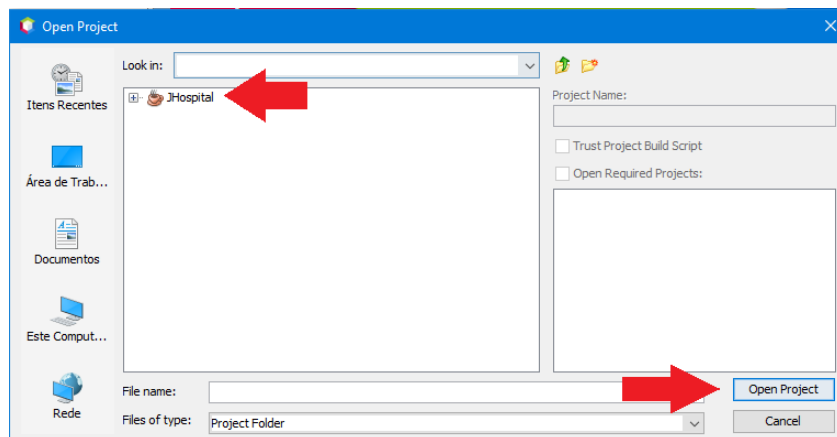 Open Project
Look in:
Itens Recentes
JHospital
Project Name:
Trust Project Build Script
Open Required Projects:
Área de Trab...
Documentos
Este Comput...
Rede
File name:
Open Project
Files of type:
Project Folder
Cancel